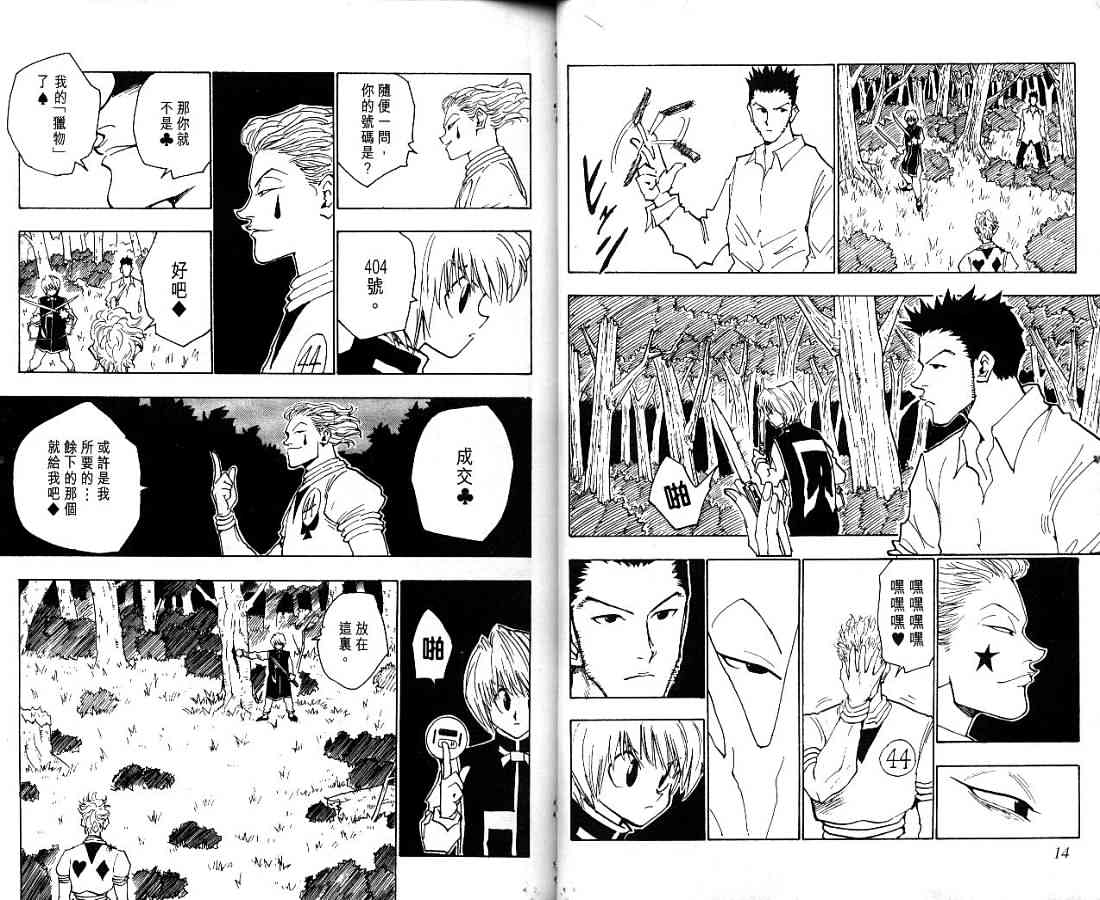 啪
嘿嘿嘿嘿
嘿嘿嘿♥
44
14
隨便一問，
你的號碼是？
404
號。
44
那你就
不是♣
我的「獵物」
了♠
好吧♦
成交♣
或許是我
所要的…
餘下的那個
就給我吧♦
啪
放在
這裏。